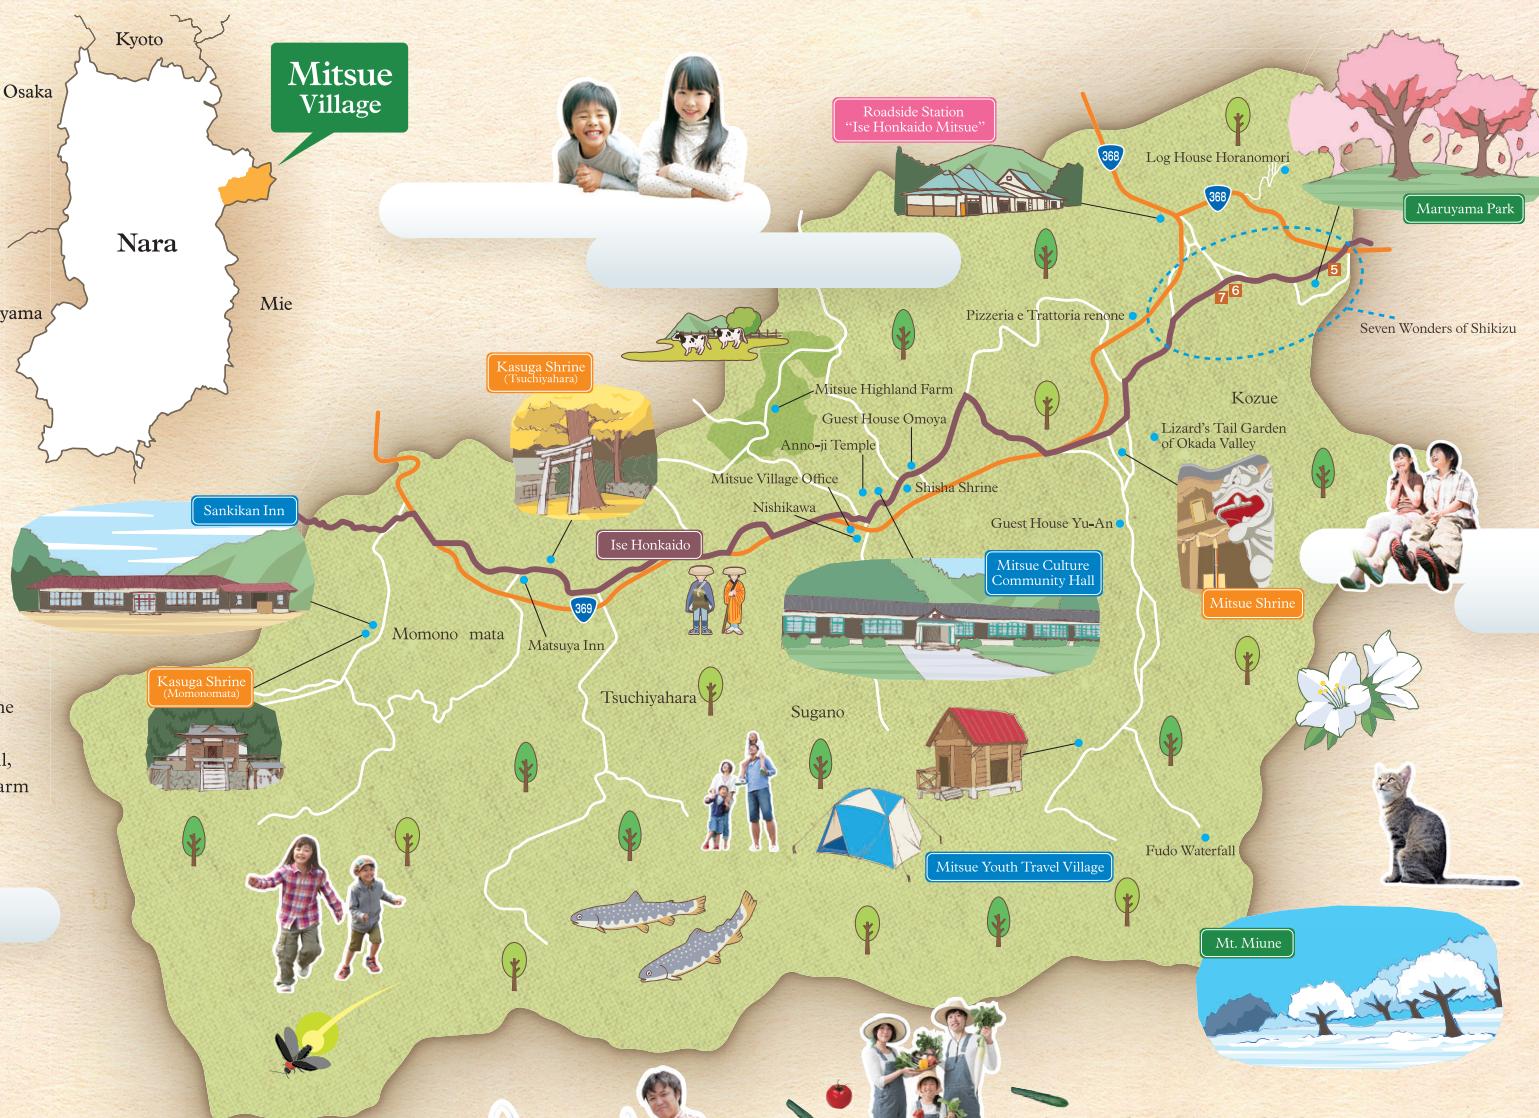 Kyoto
Osaka
Mitsue
Village
Nara
Mie
yama
Roadside Station
“Ise Honkaido Mitsue”
368
Log House Horanomori
368
Maruyama Park
5
6
7
Seven Wonders of Shikizu
Pizzeria e Trattoria renone
Kasuga Shrine
(Tsuchiyahara)
Mitsue Highland Farm
Guest House Omoya
Anno-ji Temple
Mitsue Village Office
Nishikawa
Shisha Shrine
Kozue
Lizard’s Tail Garden
of Okada Valley
Guest House Yu-An
Sankikan Inn
Ise Honkaido
Mitsue Culture
Community Hall
Mitsue Shrine
369
Momono mata
Matsuya Inn
Kasuga Shrine
(Momonomata)
Tsuchiyahara
Sugano
ne
l,
arm
Mitsue Youth Travel Village
Fudo Waterfall
Mt. Miune